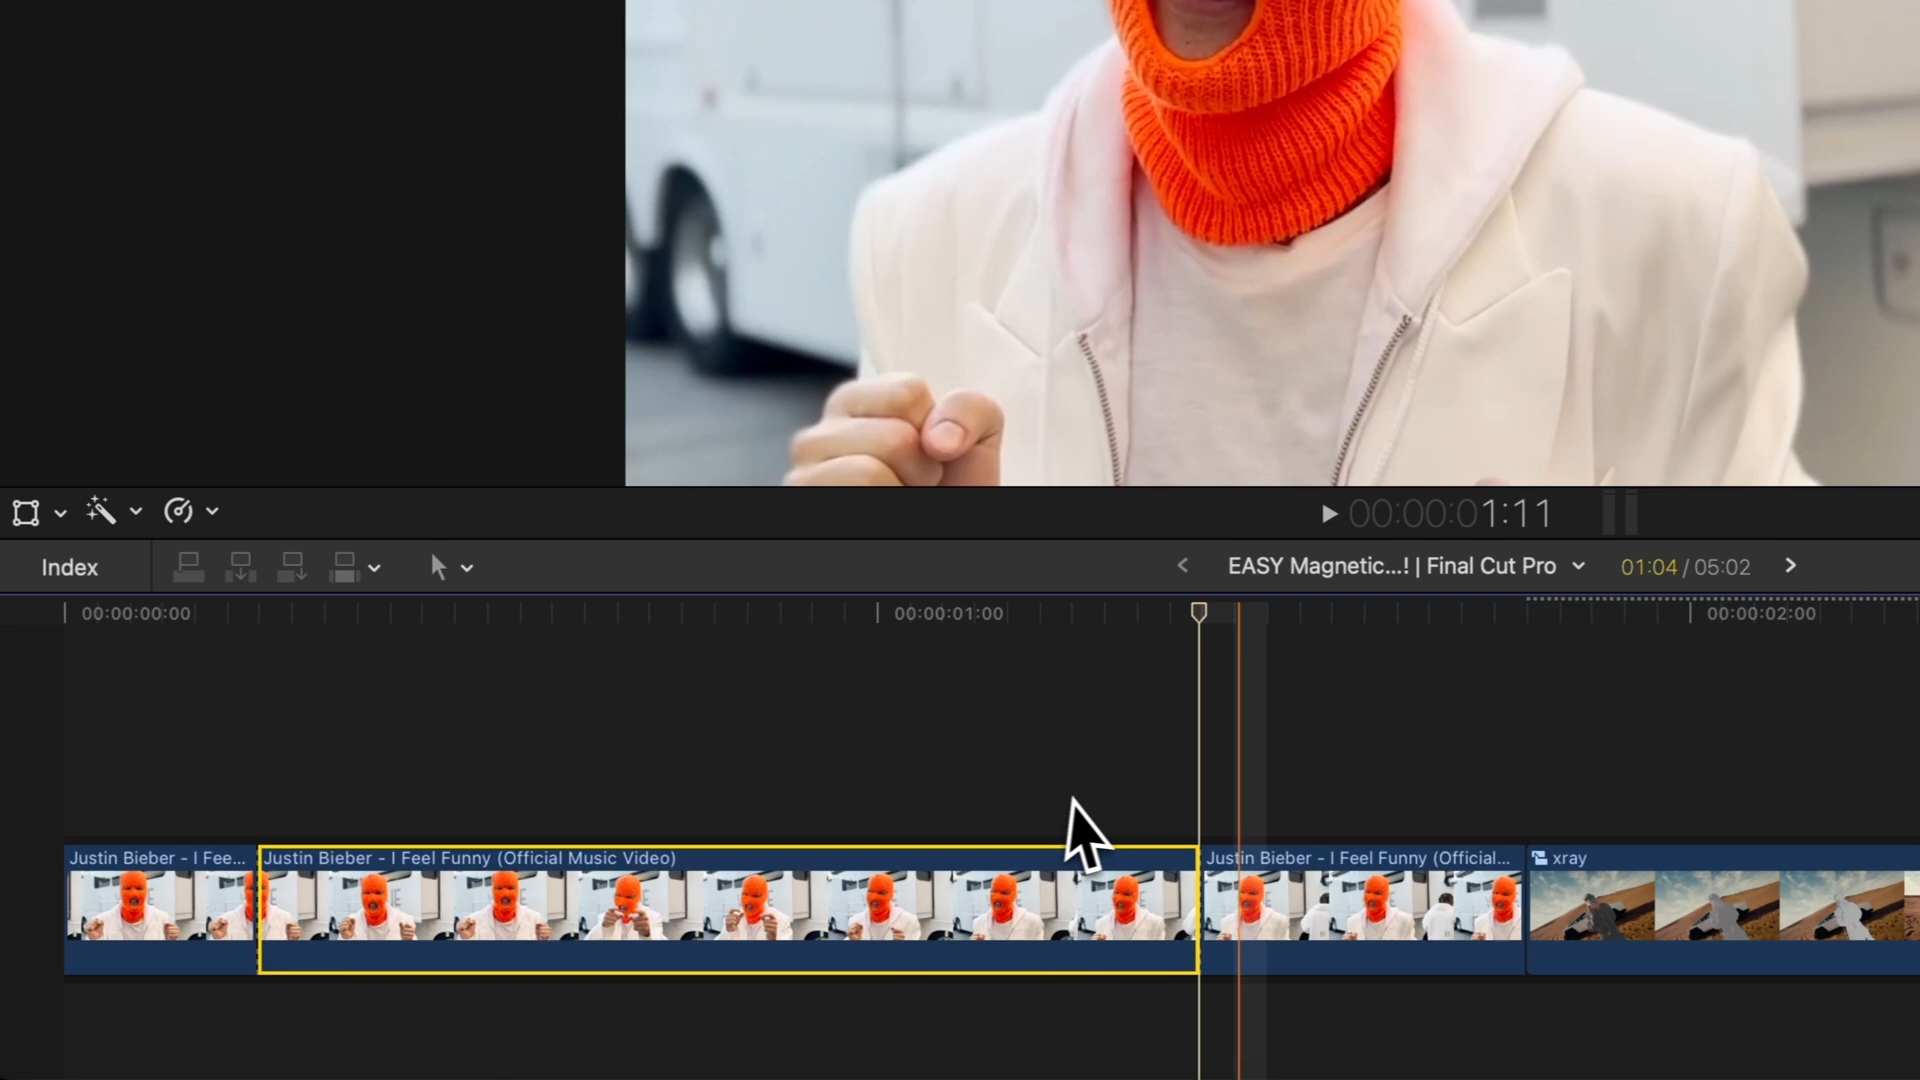 00:00:01:11
Index
EASY Magnetic...! | Final Cut Pro
01:04 / 05:02
00:00:00:00
00:00:01:00
00:00:02:00
Justin Bieber - I Fee...
Justin Bieber - I Feel Funny (Official Music Video)
Justin Bieber - I Feel Funny (Official...
xray